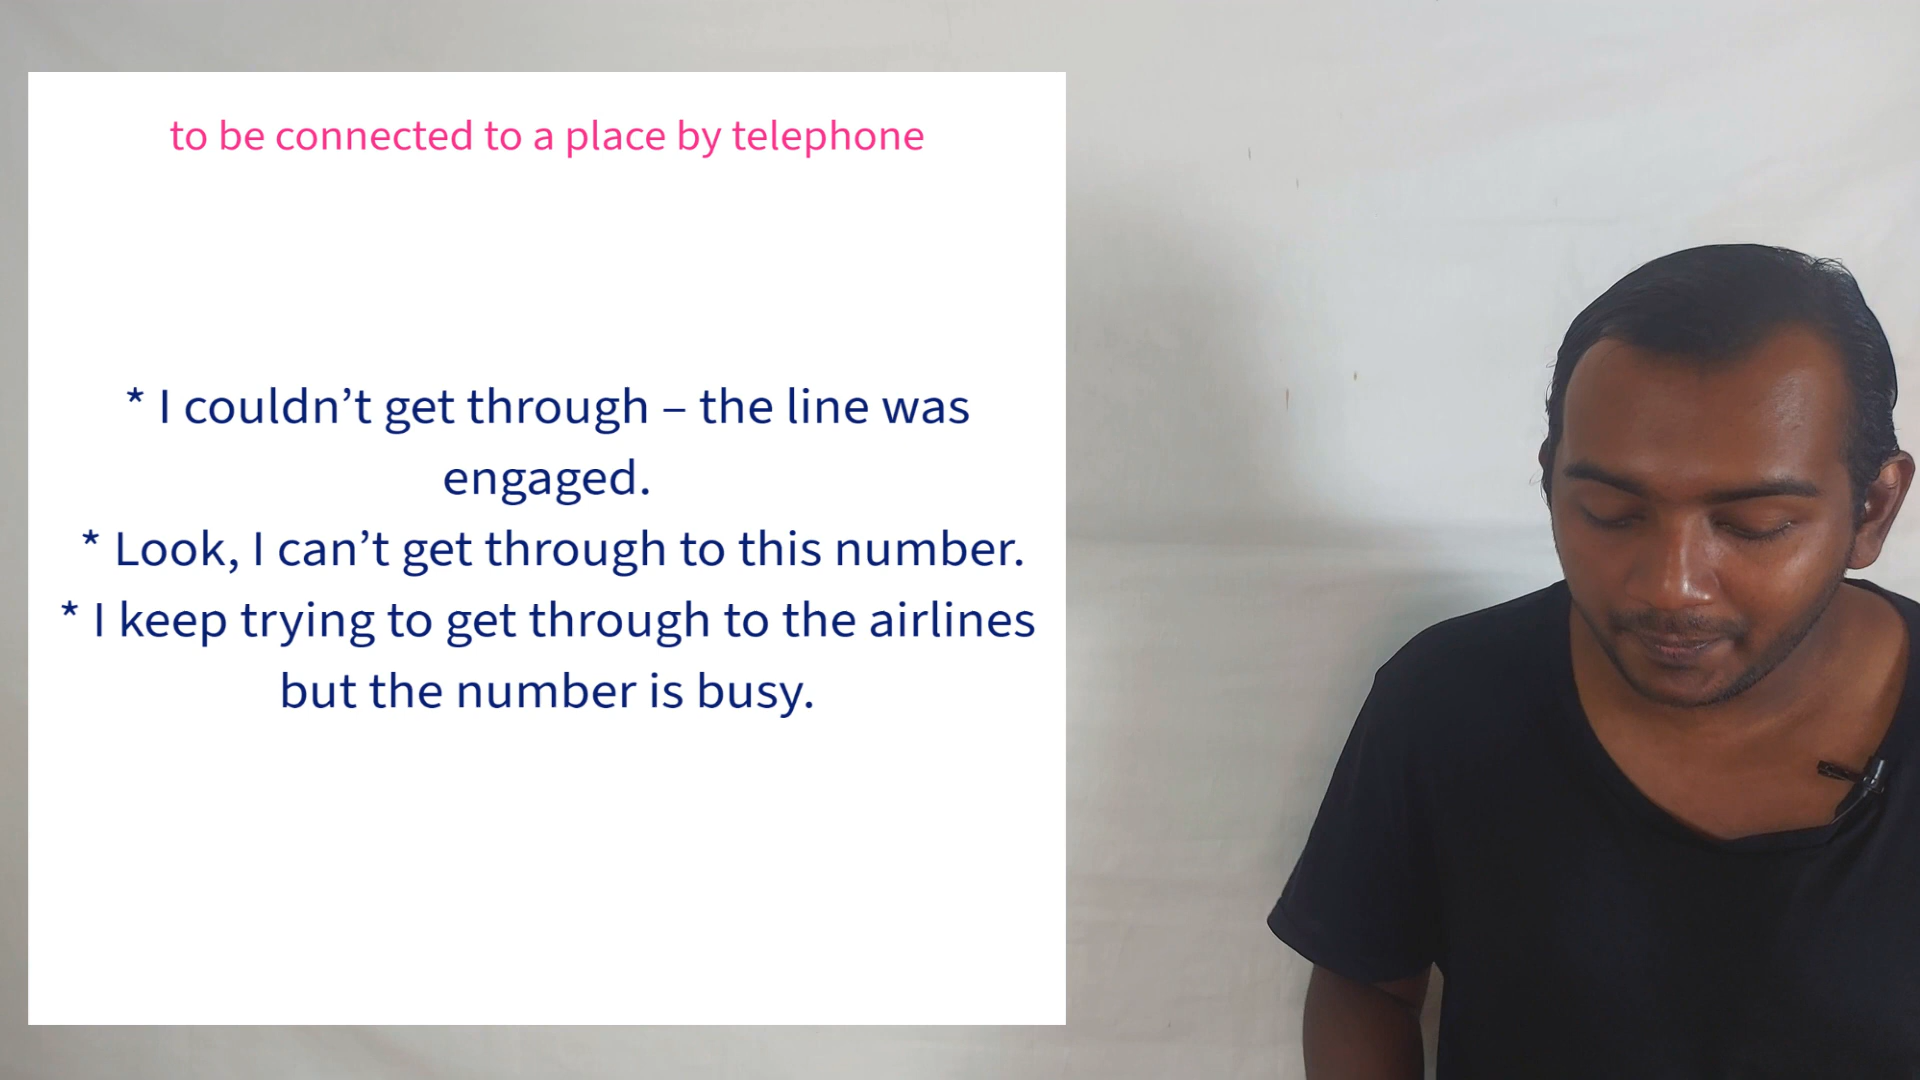 to be connected to a place by telephone
* I couldn’t get through – the line was
engaged.
* Look, I can’t get through to this number.
* I keep trying to get through to the airlines
but the number is busy.